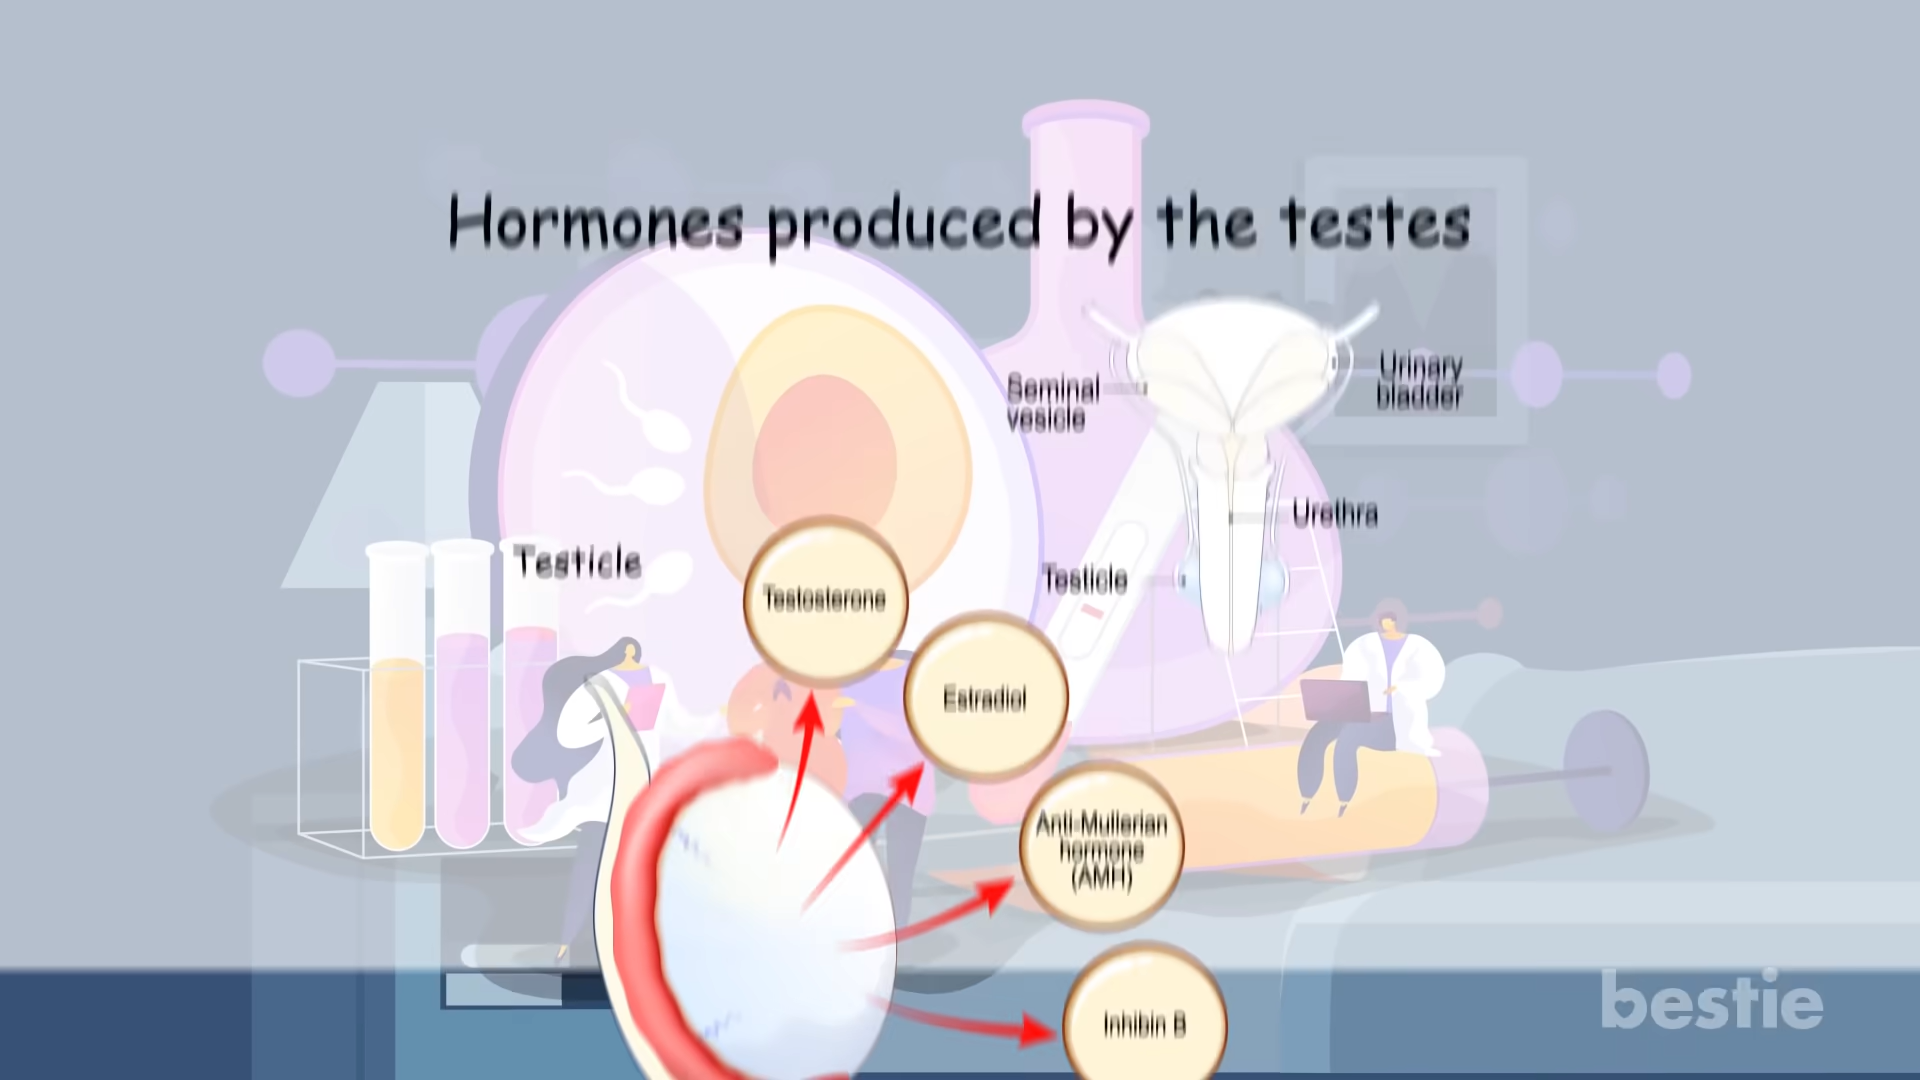 Hormones produced by the testes
Seminal
vesicle
Urinary
bladder
Urethra
Testicle
Testicle
Testosterone
Estradiol
Anti-Mullerian
hormone
(AMH)
Inhibin B
bestie